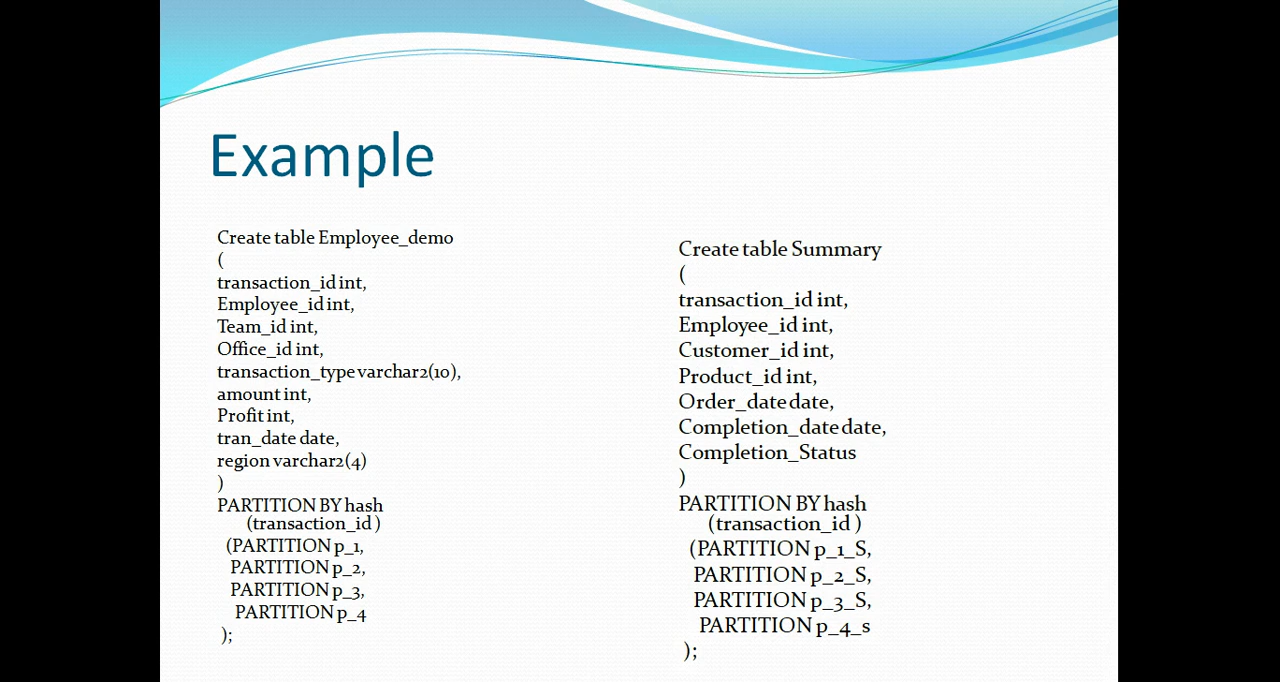 Example
Create table Employee_demo
(
transaction_id int,
Employee_id int,
Team_id int,
Office_id int,
transaction_type varchar2(10),
amount int,
Profit int,
tran_date date,
region varchar2(4)
)
PARTITION BY hash
(transaction_id )
(PARTITION p_1,
PARTITION p_2,
PARTITION p_3,
PARTITION p_4
);
Create table Summary
(
transaction_id int,
Employee_id int,
Customer_id int,
Product_id int,
Order_date date,
Completion_date date,
Completion_Status
)
PARTITION BY hash
(transaction_id )
(PARTITION p_1_S,
PARTITION p_2_S,
PARTITION p_3_S,
PARTITION p_4_s
);